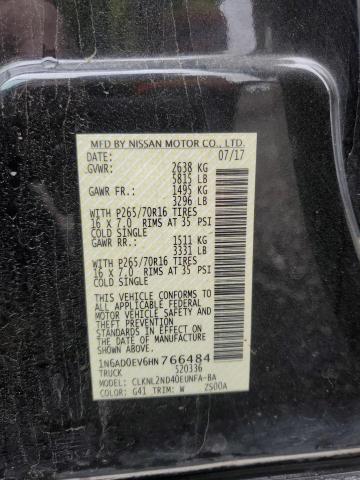 MFD BY NISSAN MOTOR CO., LTD.
DATE: 07/17
GVWR: 2638 KG
5815 LB
GAWR FR.: 1495 KG
3296 LB
WITH P265/70R16 TIRES
16 x 7.0 RIMS AT 35 PSI
COLD SINGLE
GAWR RR.: 1511 KG
3331 LB
WITH P265/70R16 TIRES
16 x 7.0 RIMS AT 35 PSI
COLD SINGLE
THIS VEHICLE CONFORMS TO
ALL APPLICABLE FEDERAL
MOTOR VEHICLE SAFETY
STANDARDS IN EFFECT ON
THE DATE OF MANUFACTURE
SHOWN ABOVE.
1N6AD0EV6HN766484
TRUCK S20336
MODEL: CLKNL2ND40EUNFA-BA
COLOR: G41 TRIM: W ZS00A